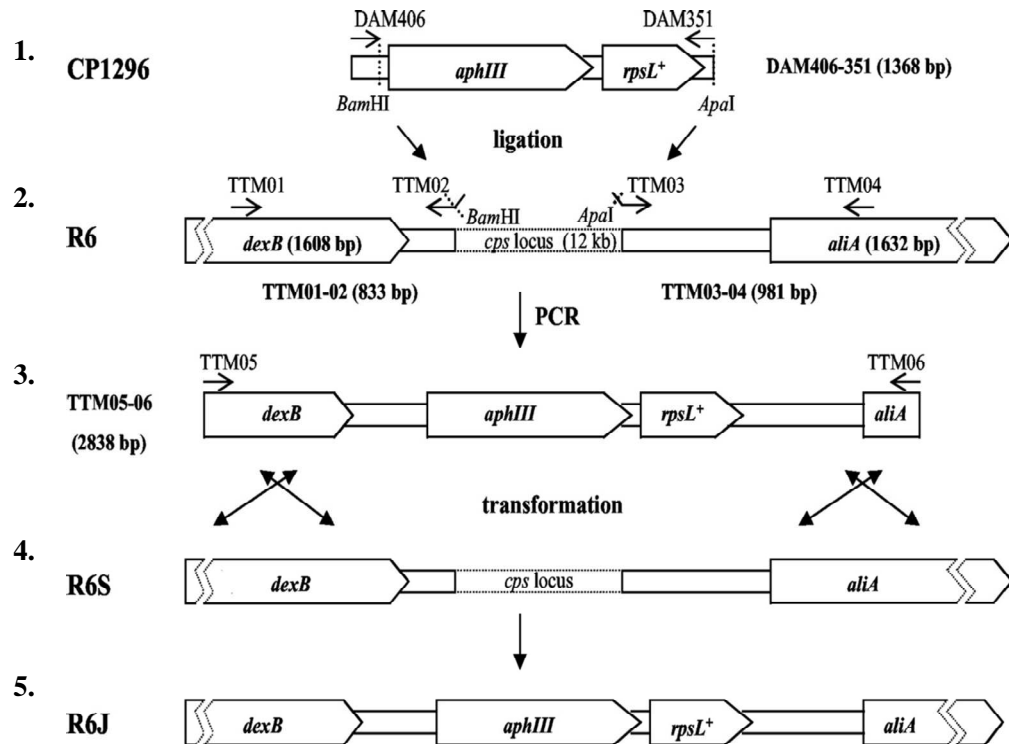 1.
CP1296
DAM406
DAM351
aphIII
rpsL+
DAM406-351 (1368 bp)
BamHI
ApaI
ligation
2.
R6
TTM01
TTM02
TTM03
TTM04
BamHI
ApaI
dexB (1608 bp)
cps locus (12 kb)
aliA (1632 bp)
TTM01-02 (833 bp)
TTM03-04 (981 bp)
PCR
3.
TTM05-06
(2838 bp)
TTM05
TTM06
dexB
aphIII
rpsL+
aliA
transformation
4.
R6S
dexB
cps locus
aliA
5.
R6J
dexB
aphIII
rpsL+
aliA